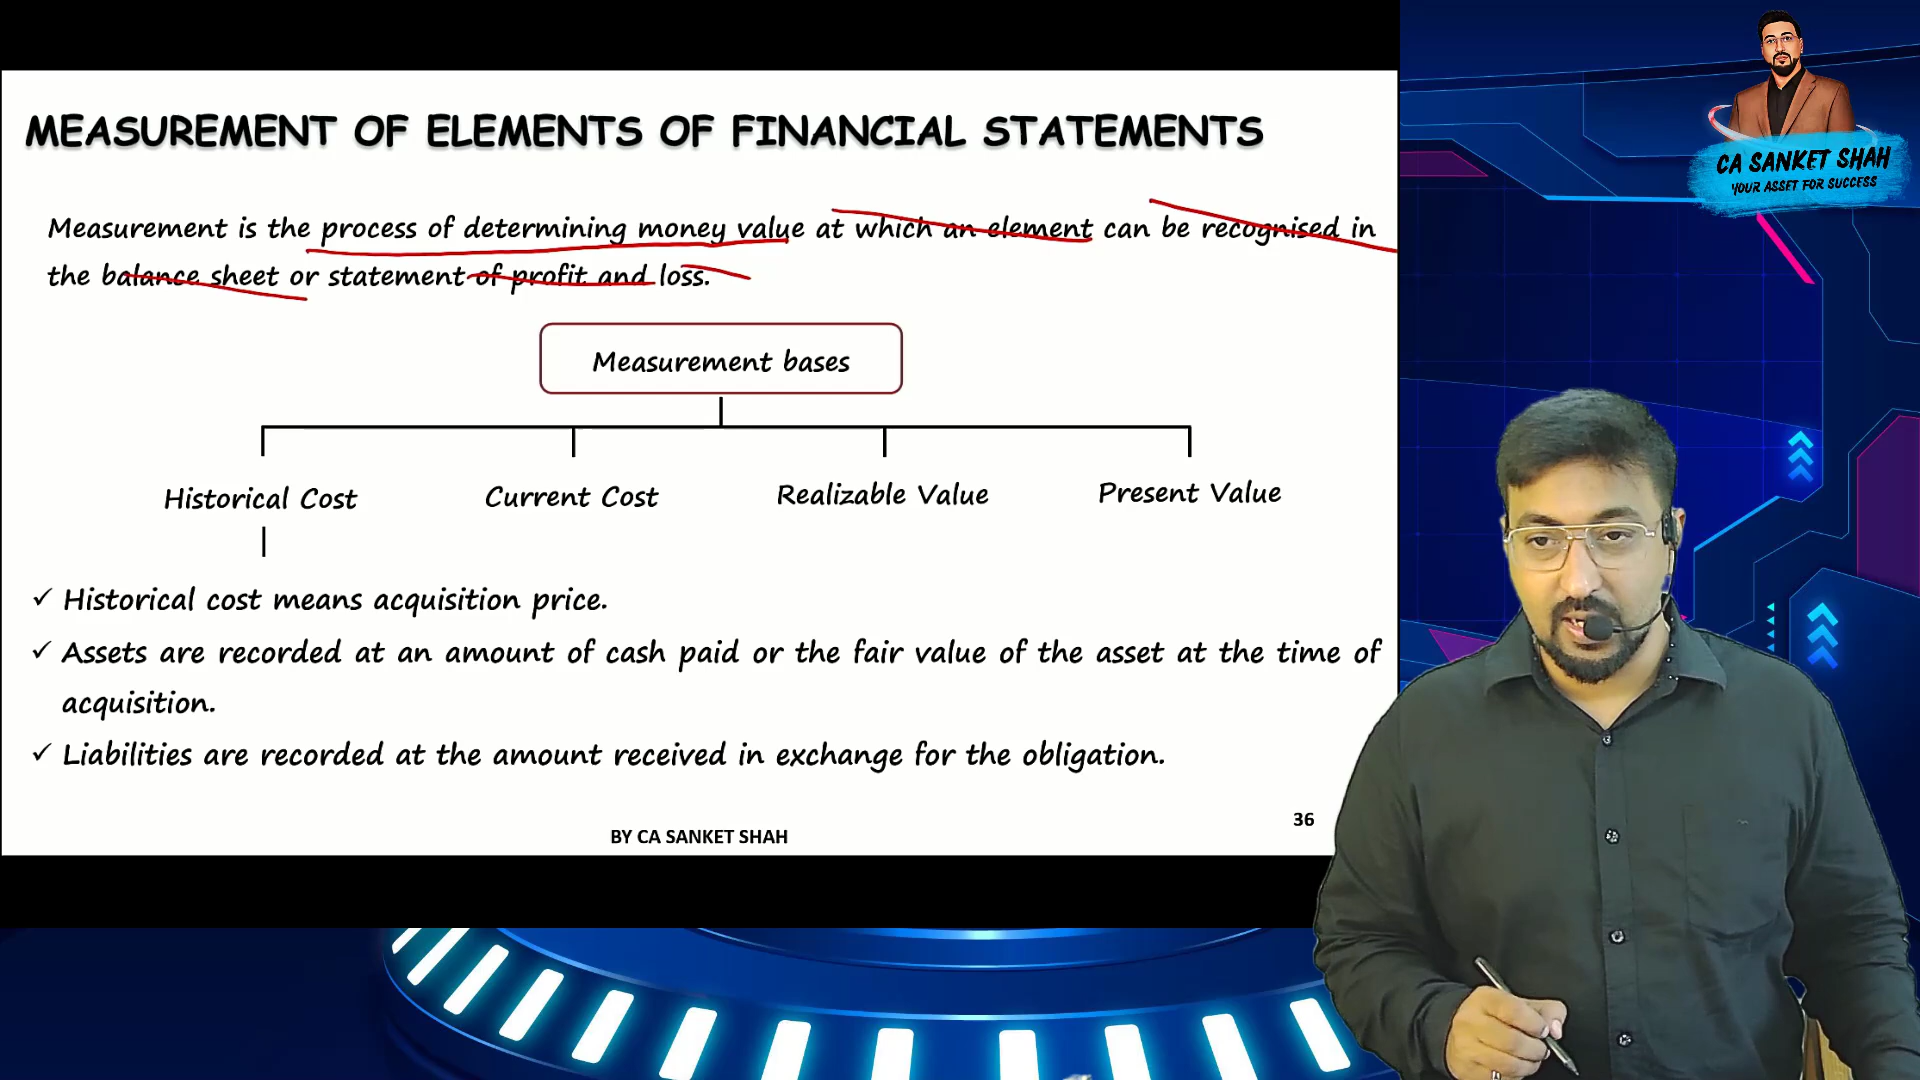 CA SANKET SHAH
YOUR ASSET FOR SUCCESS
MEASUREMENT OF ELEMENTS OF FINANCIAL STATEMENTS
Measurement is the process of determining money value at which an element can be recognised in
the balance sheet or statement of profit and loss.
Measurement bases
Historical Cost Current Cost Realizable Value Present Value
✓ Historical cost means acquisition price.
✓ Assets are recorded at an amount of cash paid or the fair value of the asset at the time of
acquisition.
✓ Liabilities are recorded at the amount received in exchange for the obligation.
36
BY CA SANKET SHAH